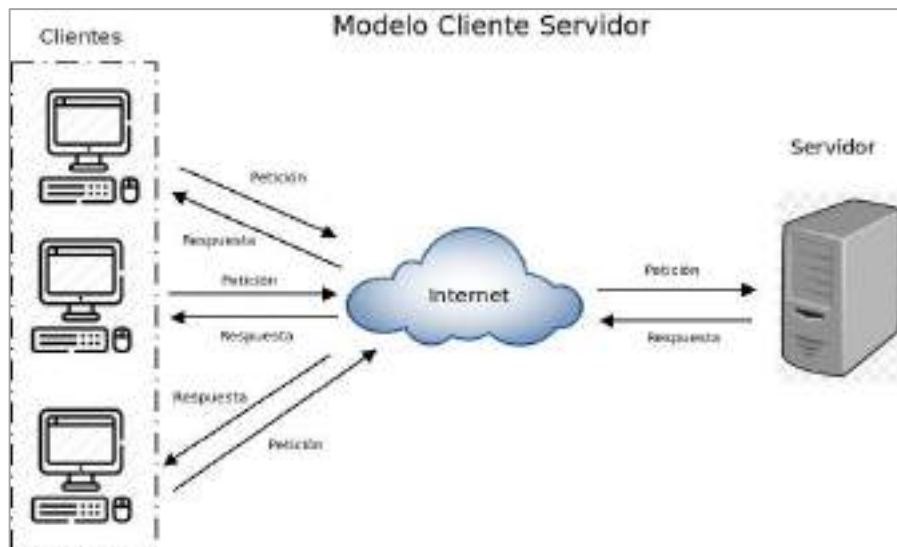 Modelo Cliente Servidor
Clientes
Servidor
Petición
Respuesta
Petición
Respuesta
Respuesta
Petición
Internet
Petición
Respuesta